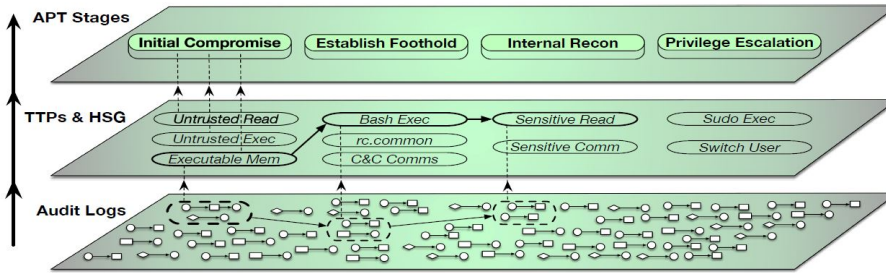 APT Stages
Initial Compromise Establish Foothold Internal Recon Privilege Escalation
TTPs & HSG
Untrusted Read Bash Exec Sensitive Read Sudo Exec
Untrusted Exec rc.common Sensitive Comm Switch User
Executable Mem C&C Comms
Audit Logs